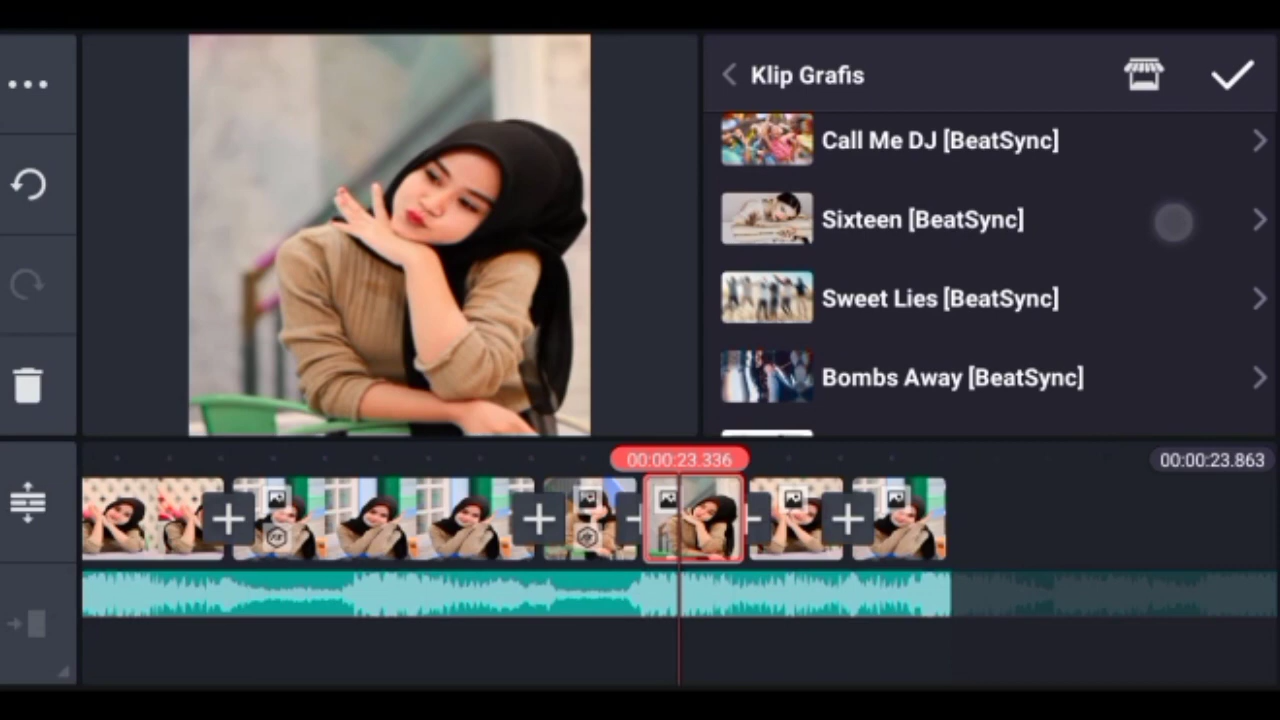 Klip Grafis
Call Me DJ [BeatSync]
Sixteen [BeatSync]
Sweet Lies [BeatSync]
Bombs Away [BeatSync]
00:00:23.336
00:00:23.863